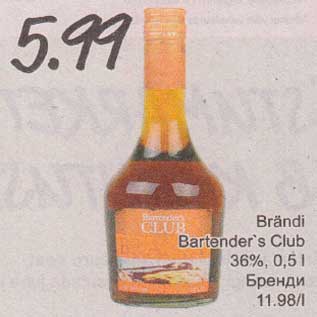 5.99
Bartender's
CLUB
Brändi
Bartender`s Club
36%, 0,5 l
Бренди
11.98/l